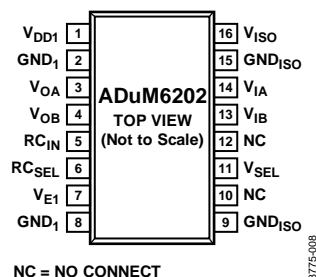 VDD1 1 16 VISO
GND1 2 15 GNDISO
VOA 3 ADuM6202 14 VIA
VOB 4 TOP VIEW 13 VIB
RCIN 5 (Not to Scale) 12 NC
RCSEL 6 11 VSEL
VE1 7 10 NC
GND1 8 9 GNDISO
NC = NO CONNECT